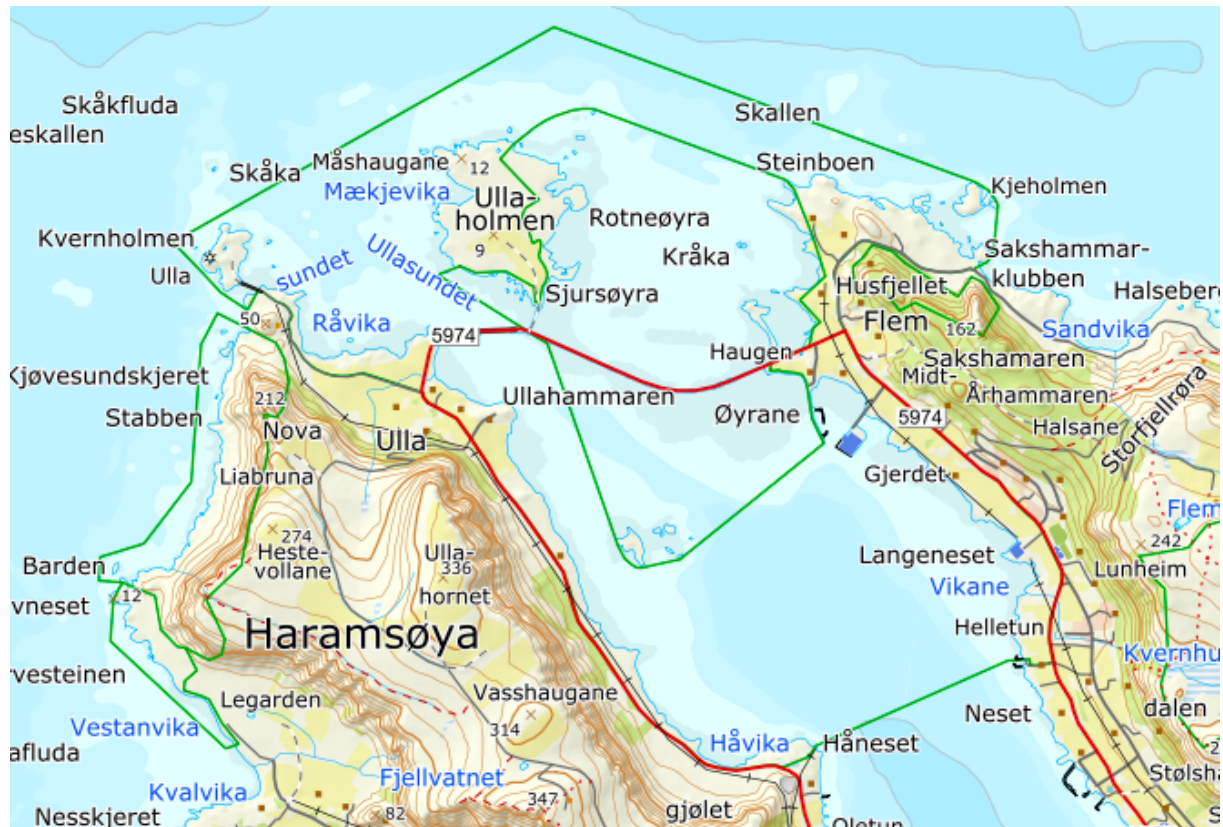 Skåkfluda
eskallen
Skallen
Steinboen
Måshaugane
12
Skåka
Mækjevika
Ulla-
holmen
Kjeholmen
Rotneøyra
Kvernholmen
9
Kråka
Sakshammar-
klubben
Ulla
sundet
Ullasundet
Husfjellet
Sjursøyra
Halseber
50
Råvika
Flem
162
Sandvika
5974
Haugen
Sakshamaren
Kjøvesundskjeret
Midt-
Århammaren
Ullahammaren
212
Stabben
Øyrane
5974
Halsane
Storfjellrøra
Nova
Ulla
Liabruna
Gjerdet
Flem
274
Heste-
vollane
Ulla-
336
hornet
242
Langeneset
Lunheim
Barden
Vikane
12
vneset
Haramsøya
Helletun
Kvernhu
rvesteinen
Legarden
Vasshaugane
Neset
dalen
314
Vestanvika
Håvika
Håneset
2
afluda
Fjellvatnet
Stølsh
Kvalvika
347
Nesskjeret
82
gjølet
Oletun
S